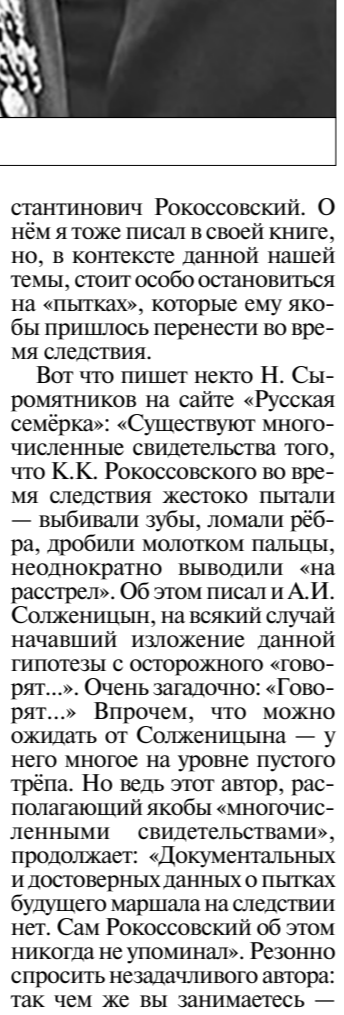 стантинович Рокоссовский. О
нём я тоже писал в своей книге,
но, в контексте данной нашей
темы, стоит особо остановиться
на «пытках», которые ему яко-
бы пришлось перенести во вре-
мя следствия.
Вот что пишет некто Н. Сы-
ромятников на сайте «Русская
семёрка»: «Существуют много-
численные свидетельства того,
что К.К. Рокоссовского во вре-
мя следствия жестоко пытали
— выбивали зубы, ломали рёб-
ра, дробили молотком пальцы,
неоднократно выводили «на
расстрел». Об этом писал и А.И.
Солженицын, на всякий случай
начавший изложение данной
гипотезы с осторожного «гово-
рят...». Очень загадочно: «Гово-
рят...» Впрочем, что можно
ожидать от Солженицына — у
него многое на уровне пустого
трёпа. Но ведь этот автор, рас-
полагающий якобы «многочис-
ленными свидетельствами»,
продолжает: «Документальных
и достоверных данных о пытках
будущего маршала на следствии
нет. Сам Рокоссовский об этом
никогда не упоминал». Резонно
спросить незадачливого автора:
так чем же вы занимаетесь —